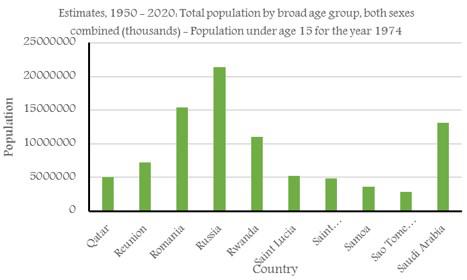 Estimates, 1950 - 2020: Total population by broad age group, both sexes
combined (thousands) - Population under age 15 for the year 1974
25000000
20000000
15000000
10000000
5000000
0
Population
Qatar
Reunion
Romania
Russia
Rwanda
Saint Lucia
Saint...
Samoa
Sao Tome...
Saudi Arabia
Country